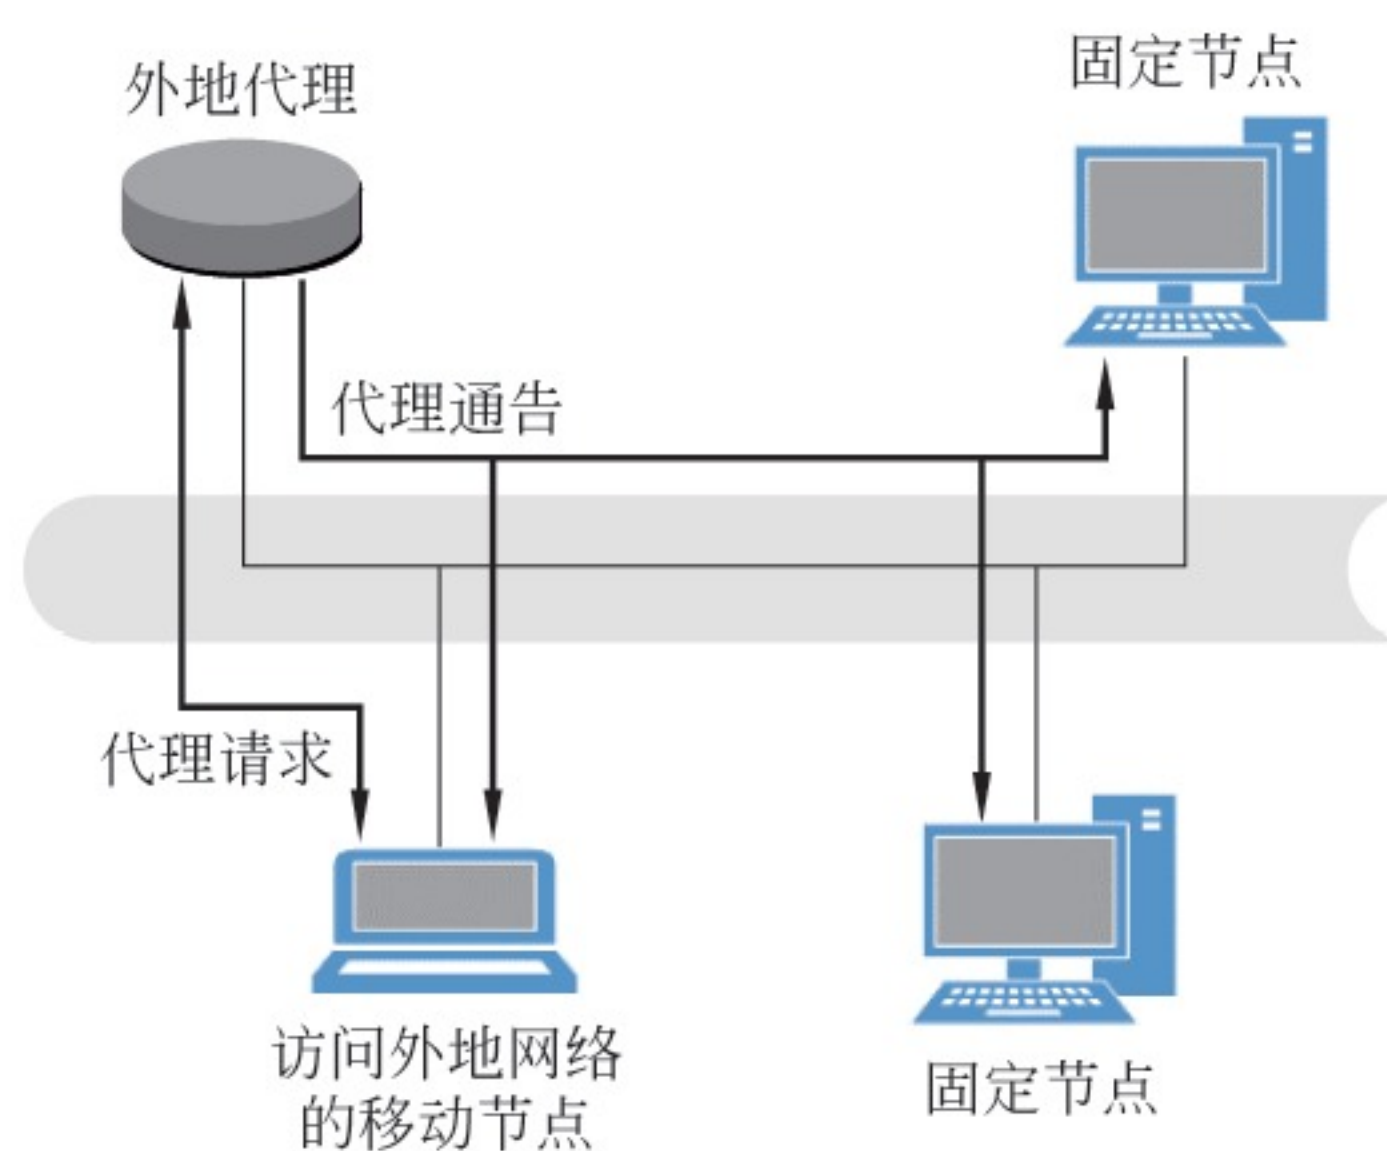 外地代理
固定节点
代理通告
代理请求
访问外地网络
的移动节点
固定节点